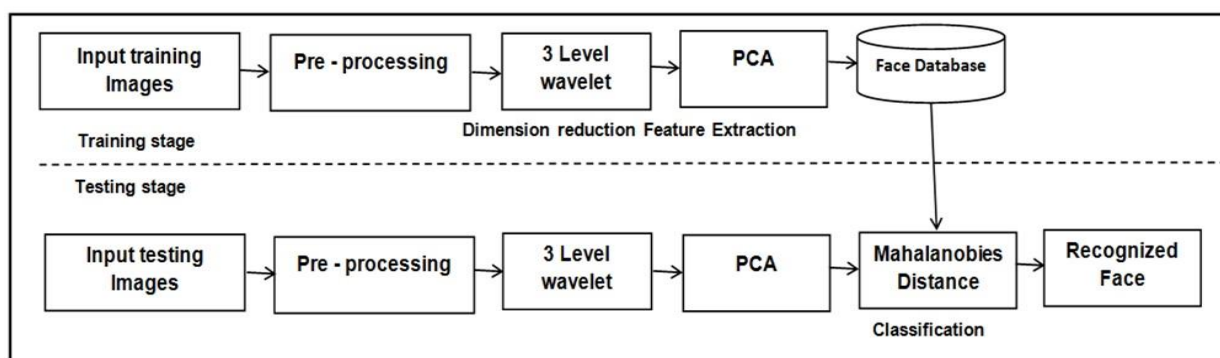 Input training
Images
Pre - processing
3 Level
wavelet
PCA
Face Database
Dimension reduction Feature Extraction
Training stage
Testing stage
Input testing
Images
Pre - processing
3 Level
wavelet
PCA
Mahalanobies
Distance
Recognized
Face
Classification